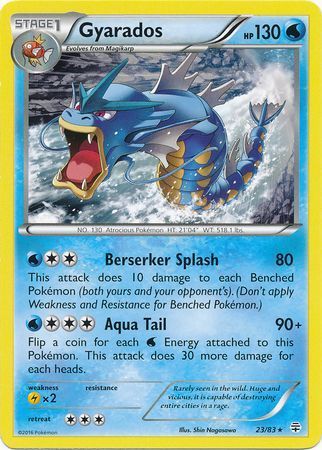 STAGE1
Gyarados
HP 130
Evolves from Magikarp
NO. 130 Atrocious Pokémon HT: 21'04" WT: 518.1 lbs.
Berserker Splash 80
This attack does 10 damage to each Benched
Pokémon (both yours and your opponent's). (Don't apply
Weakness and Resistance for Benched Pokémon.)
Aqua Tail 90+
Flip a coin for each Energy attached to this
Pokémon. This attack does 30 more damage for
each heads.
weakness
resistance
×2
retreat
Rarely seen in the wild. Huge and
vicious, it is capable of destroying
entire cities in a rage.
©2016 Pokémon
Illus. Shin Nagasawa
23/83 ★